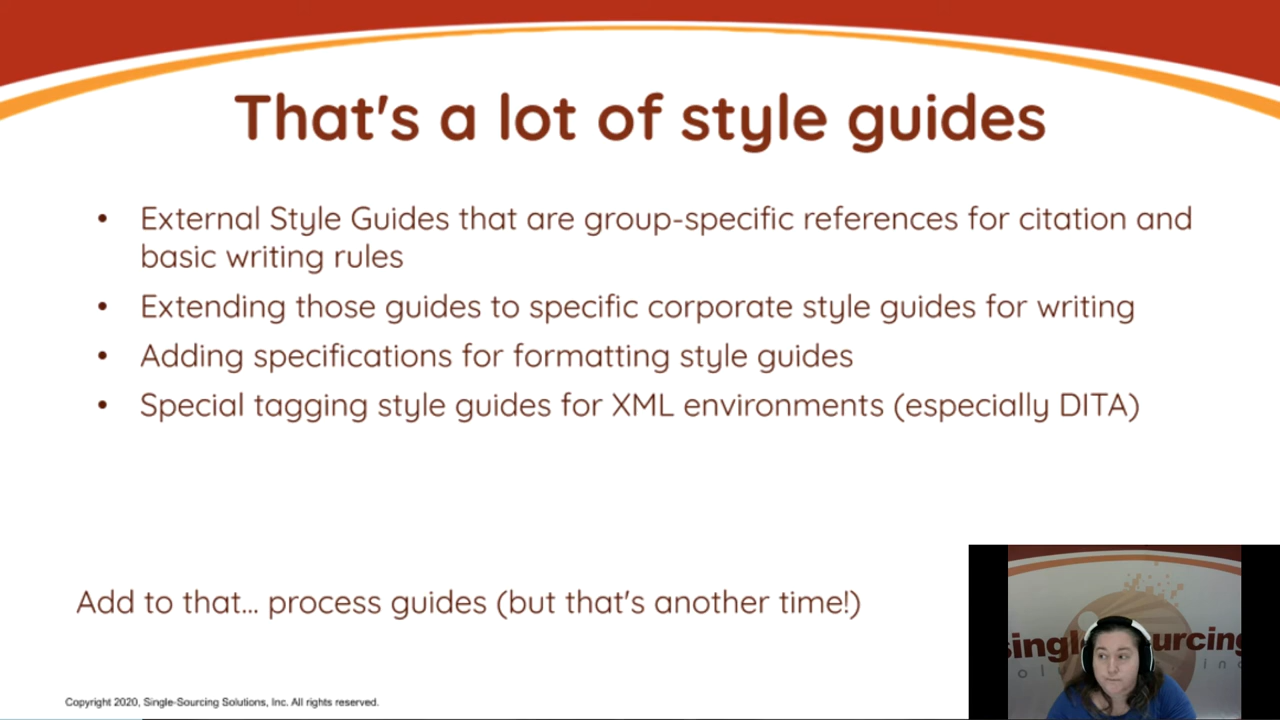 That's a lot of style guides
• External Style Guides that are group-specific references for citation and
basic writing rules
• Extending those guides to specific corporate style guides for writing
• Adding specifications for formatting style guides
• Special tagging style guides for XML environments (especially DITA)
Add to that... process guides (but that's another time!)
Copyright 2020, Single-Sourcing Solutions, Inc. All rights reserved.